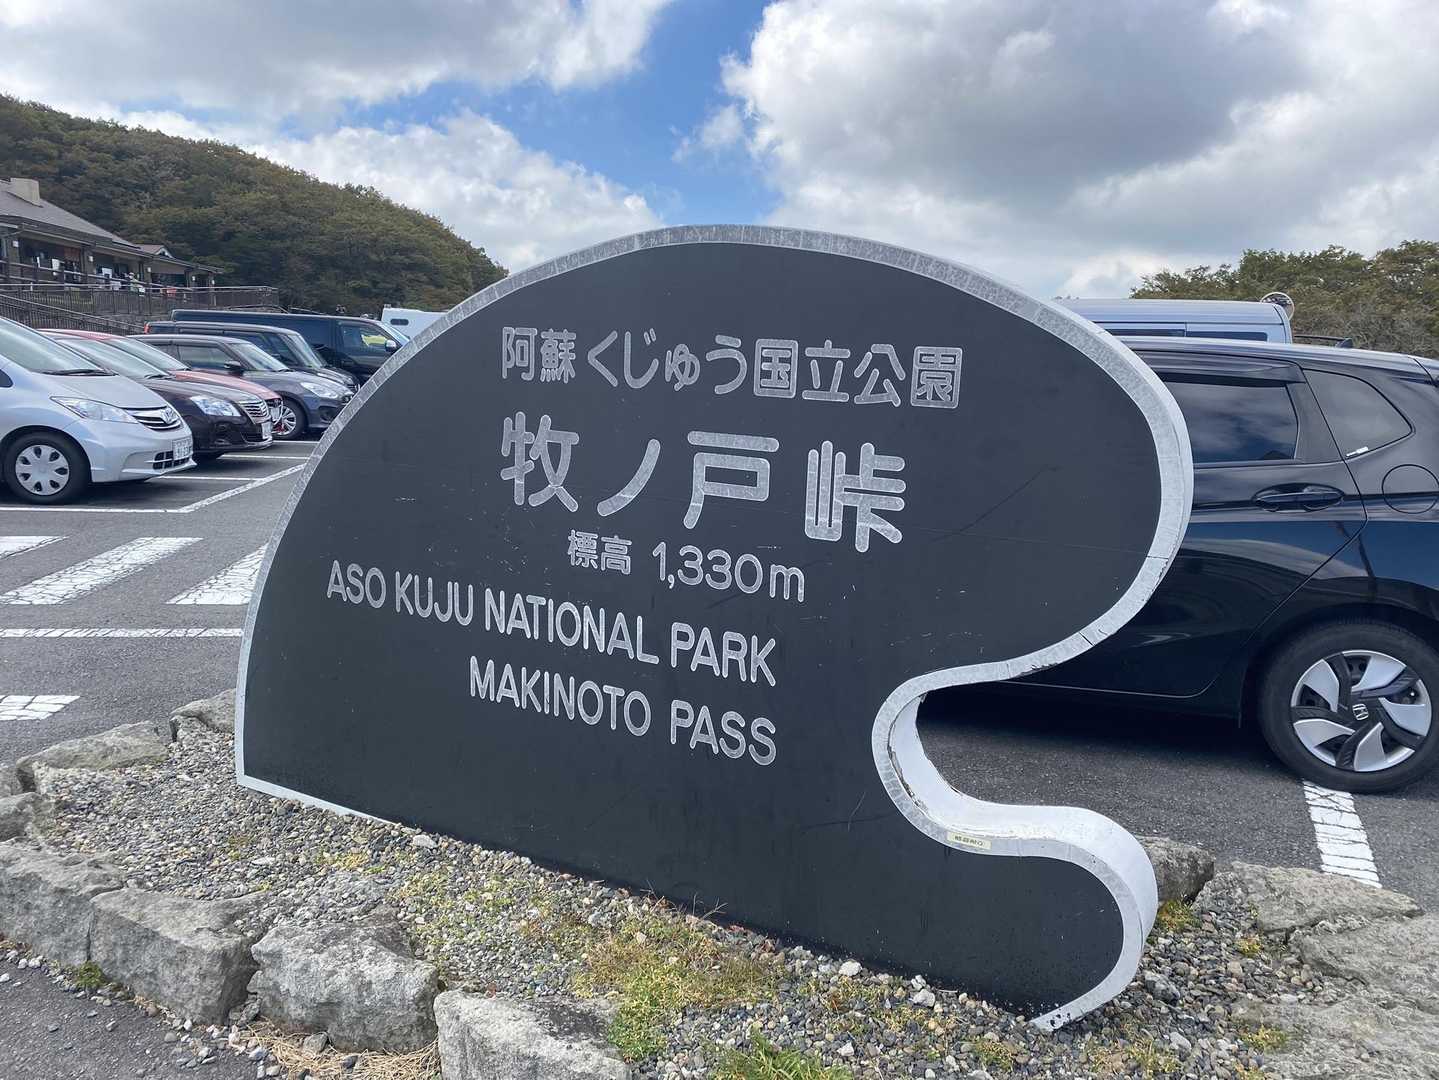 阿蘇くじゅう国立公園
牧ノ戸峠
標高 1,330m
ASO KUJU NATIONAL PARK
MAKINOTO PASS